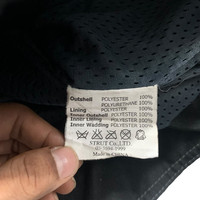 Outshell POLYESTER 100%
POLYURETHANE 100%
Lining POLYESTER 100%
Inner Outshell POLYESTER 100%
Inner Lining POLYESTER 100%
Inner Wadding POLYESTER 100%
STRUT Co.,LTD.
Made in